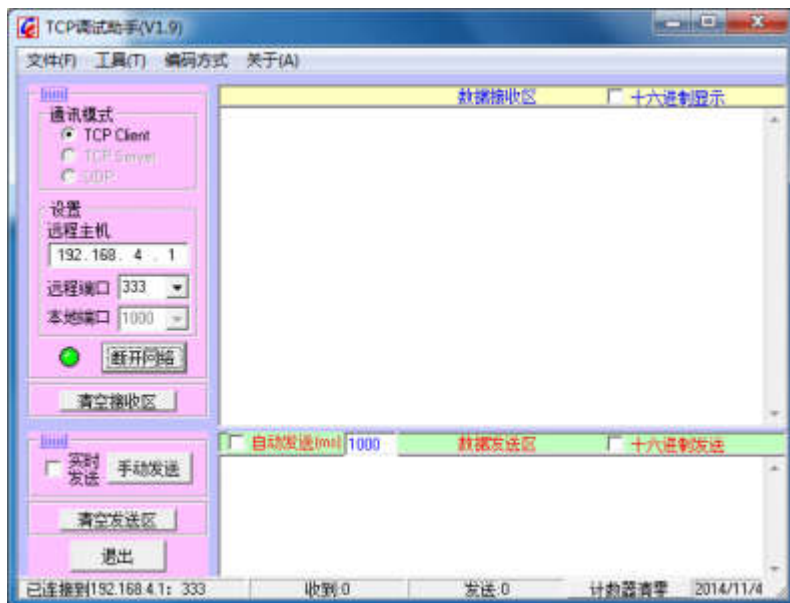 TCP调试助手(V1.9)
文件(F) 工具(T) 编码方式 关于(A)
通讯模式
TCP Client
TCP Server
UDP
设置
远程主机
192.168. 4 . 1
远程端口 333
本地端口 1000
断开网络
清空接收区
数据接收区 十六进制显示
自动发送(ms) 1000 数据发送区 十六进制发送
实时发送 手动发送
清空发送区
退出
已连接到192.168.4.1: 333 收到:0 发送:0 计数器清零 2014/11/4